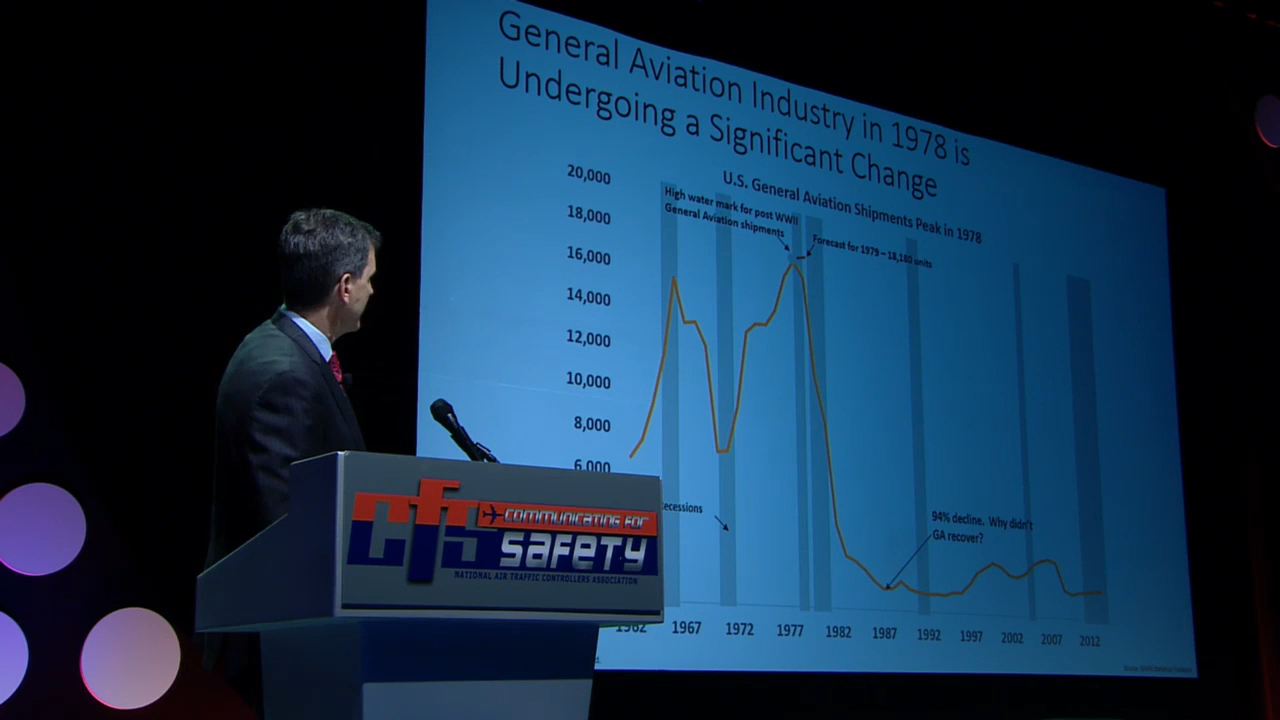 General Aviation Industry in 1978 is
Undergoing a Significant Change
U.S. General Aviation Shipments Peak in 1978
20,000
18,000
16,000
14,000
12,000
10,000
8,000
6,000
High water mark for post WWII
General Aviation shipments
Forecast for 1979 – 18,180 units
ecessions
94% decline. Why didn't
GA recover?
1962
1967
1972
1977
1982
1987
1992
1997
2002
2007
2012
cfs
COMMUNICATING FOR
SAFETY
NATIONAL AIR TRAFFIC CONTROLLERS ASSOCIATION